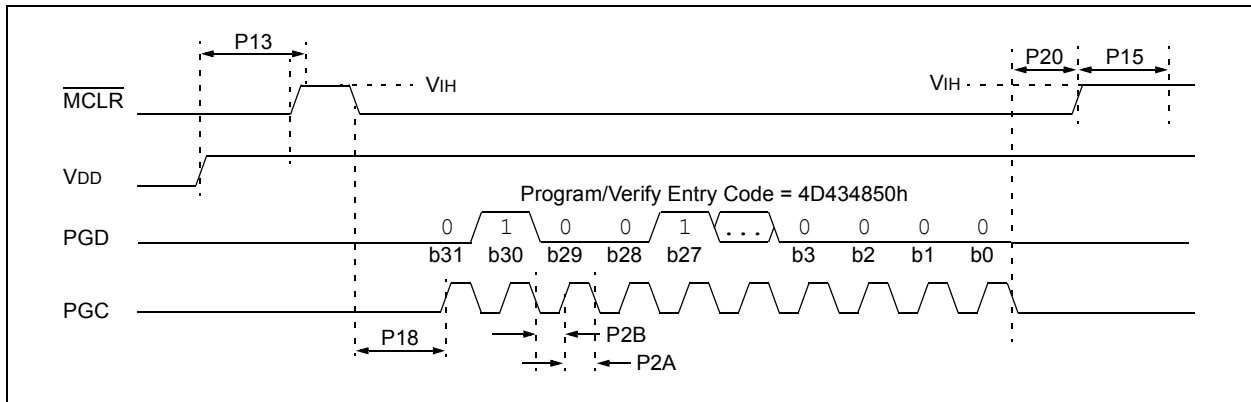 P13
P20 P15
MCLR
VIH
VIH
VDD
Program/Verify Entry Code = 4D434850h
PGD
0 1 0 0 1 ... 0 0 0 0
b31 b30 b29 b28 b27 b3 b2 b1 b0
PGC
P18
P2B
P2A